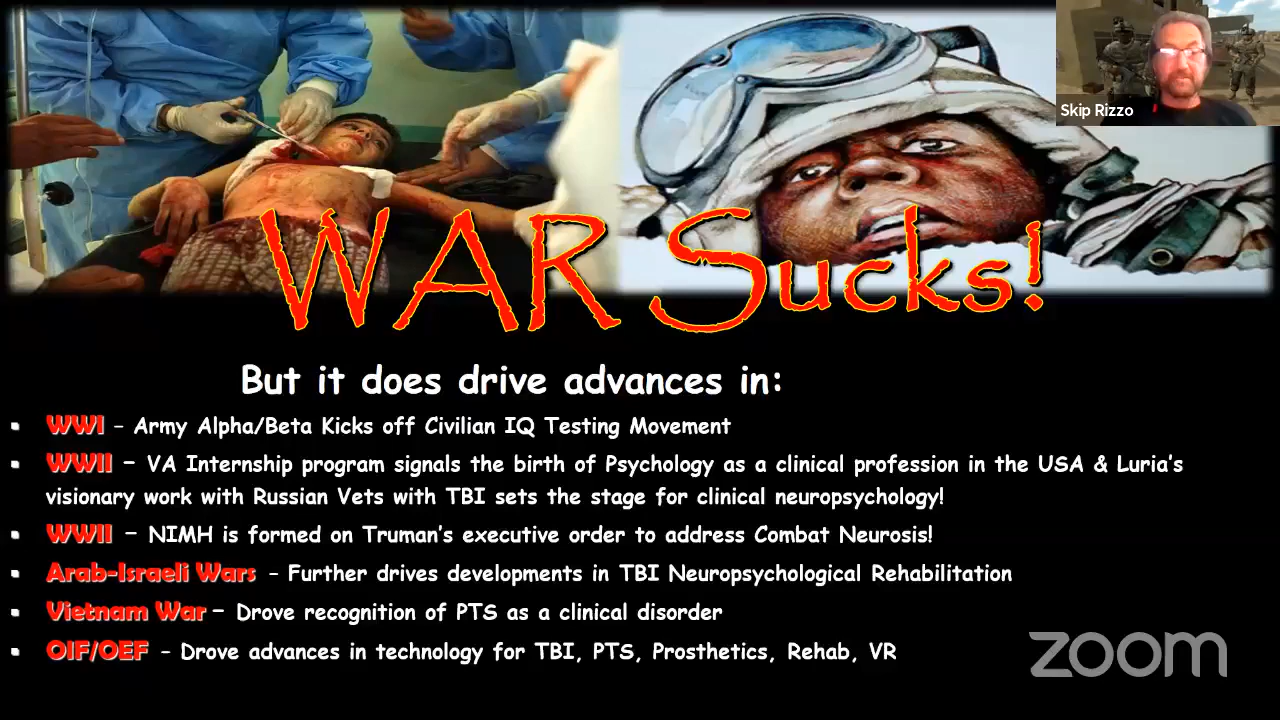 Skip Rizzo
WAR Sucks!
But it does drive advances in:
▪ WWI – Army Alpha/Beta Kicks off Civilian IQ Testing Movement
▪ WWII – VA Internship program signals the birth of Psychology as a clinical profession in the USA & Luria's
visionary work with Russian Vets with TBI sets the stage for clinical neuropsychology!
▪ WWII – NIMH is formed on Truman's executive order to address Combat Neurosis!
▪ Arab-Israeli Wars – Further drives developments in TBI Neuropsychological Rehabilitation
▪ Vietnam War – Drove recognition of PTS as a clinical disorder
▪ OIF/OEF – Drove advances in technology for TBI, PTS, Prosthetics, Rehab, VR
zoom